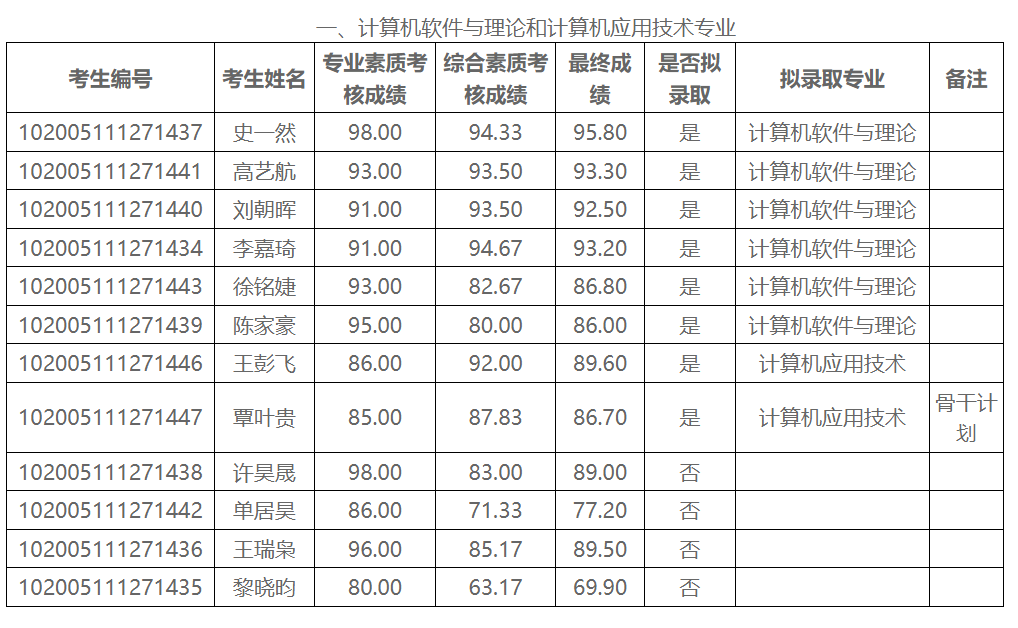 一、计算机软件与理论和计算机应用技术专业
考生编号 考生姓名 专业素质考核成绩 综合素质考核成绩 最终成绩 是否拟录取 拟录取专业 备注
102005111271437 史一然 98.00 94.33 95.80 是 计算机软件与理论
102005111271441 高艺航 93.00 93.50 93.30 是 计算机软件与理论
102005111271440 刘朝晖 91.00 93.50 92.50 是 计算机软件与理论
102005111271434 李嘉琦 91.00 94.67 93.20 是 计算机软件与理论
102005111271443 徐铭婕 93.00 82.67 86.80 是 计算机软件与理论
102005111271439 陈家豪 95.00 80.00 86.00 是 计算机软件与理论
102005111271446 王彭飞 86.00 92.00 89.60 是 计算机应用技术
102005111271447 覃叶贵 85.00 87.83 86.70 是 计算机应用技术 骨干计划
102005111271438 许昊晟 98.00 83.00 89.00 否
102005111271442 单居昊 86.00 71.33 77.20 否
102005111271436 王瑞枭 96.00 85.17 89.50 否
102005111271435 黎晓昀 80.00 63.17 69.90 否